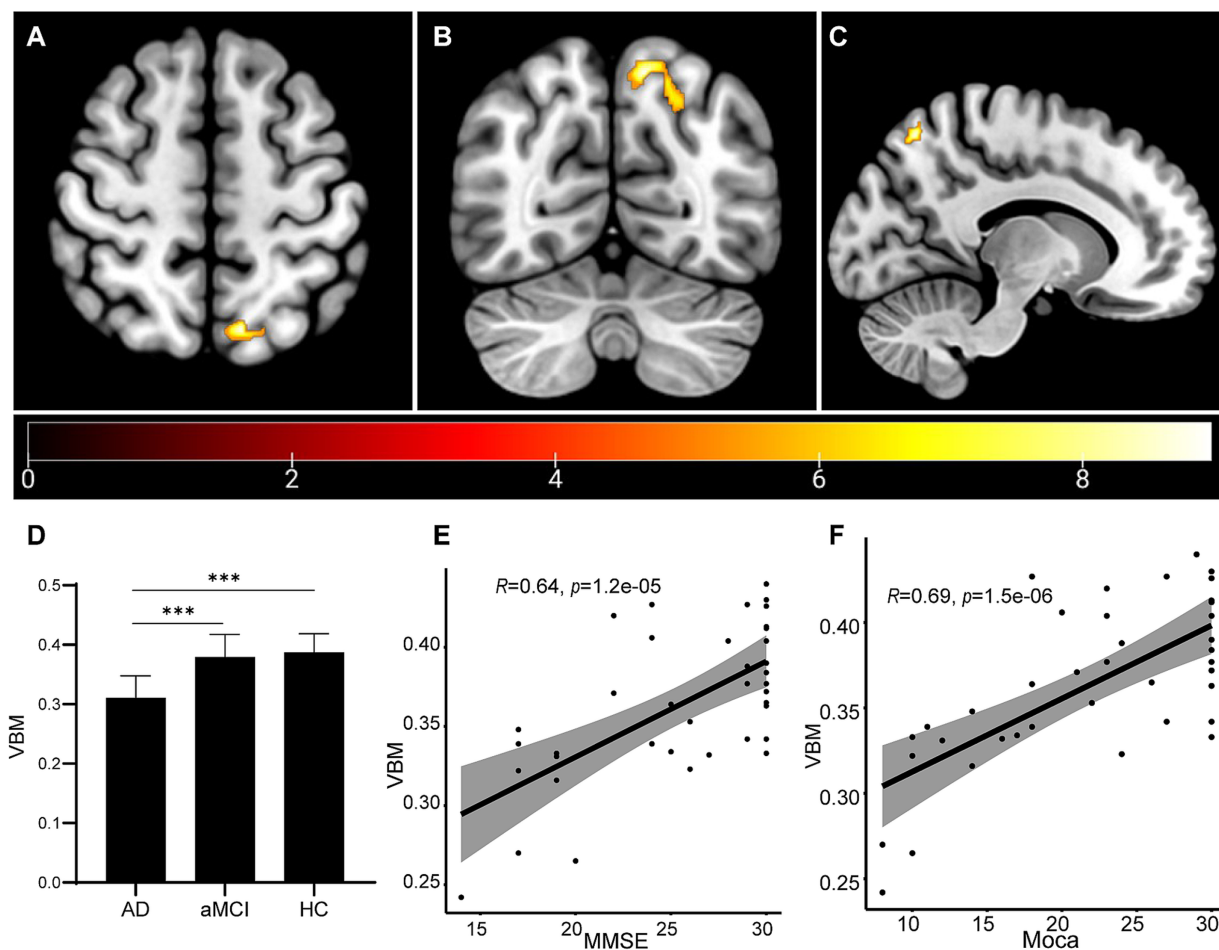 A
B
C
0 2 4 6 8
D
E
F
***
***
0.5
0.4
0.3
0.2
0.1
0.0
VBM
AD aMCI HC
R=0.64, p=1.2e-05
0.40
0.35
0.30
0.25
VBM
15 20 25 30
MMSE
R=0.69, p=1.5e-06
0.40
0.35
0.30
0.25
VBM
10 15 20 25 30
Moca